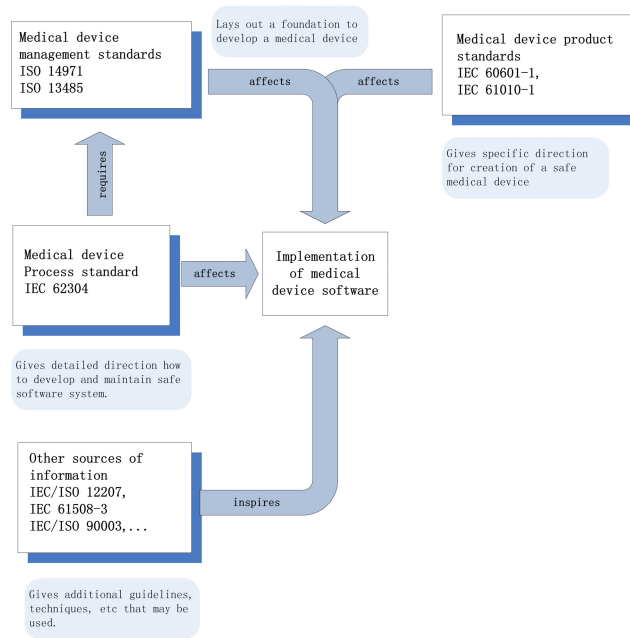 Medical device
management standards
ISO 14971
ISO 13485
Lays out a foundation to
develop a medical device
Medical device product
standards
IEC 60601-1,
IEC 61010-1
affects
affects
Gives specific direction
for creation of a safe
medical device
requires
Medical device
Process standard
IEC 62304
affects
Implementation
of medical
device software
Gives detailed direction how
to develop and maintain safe
software system.
Other sources of
information
IEC/ISO 12207,
IEC 61508-3
IEC/ISO 90003,...
inspires
Gives additional guidelines,
techniques, etc that may be
used.